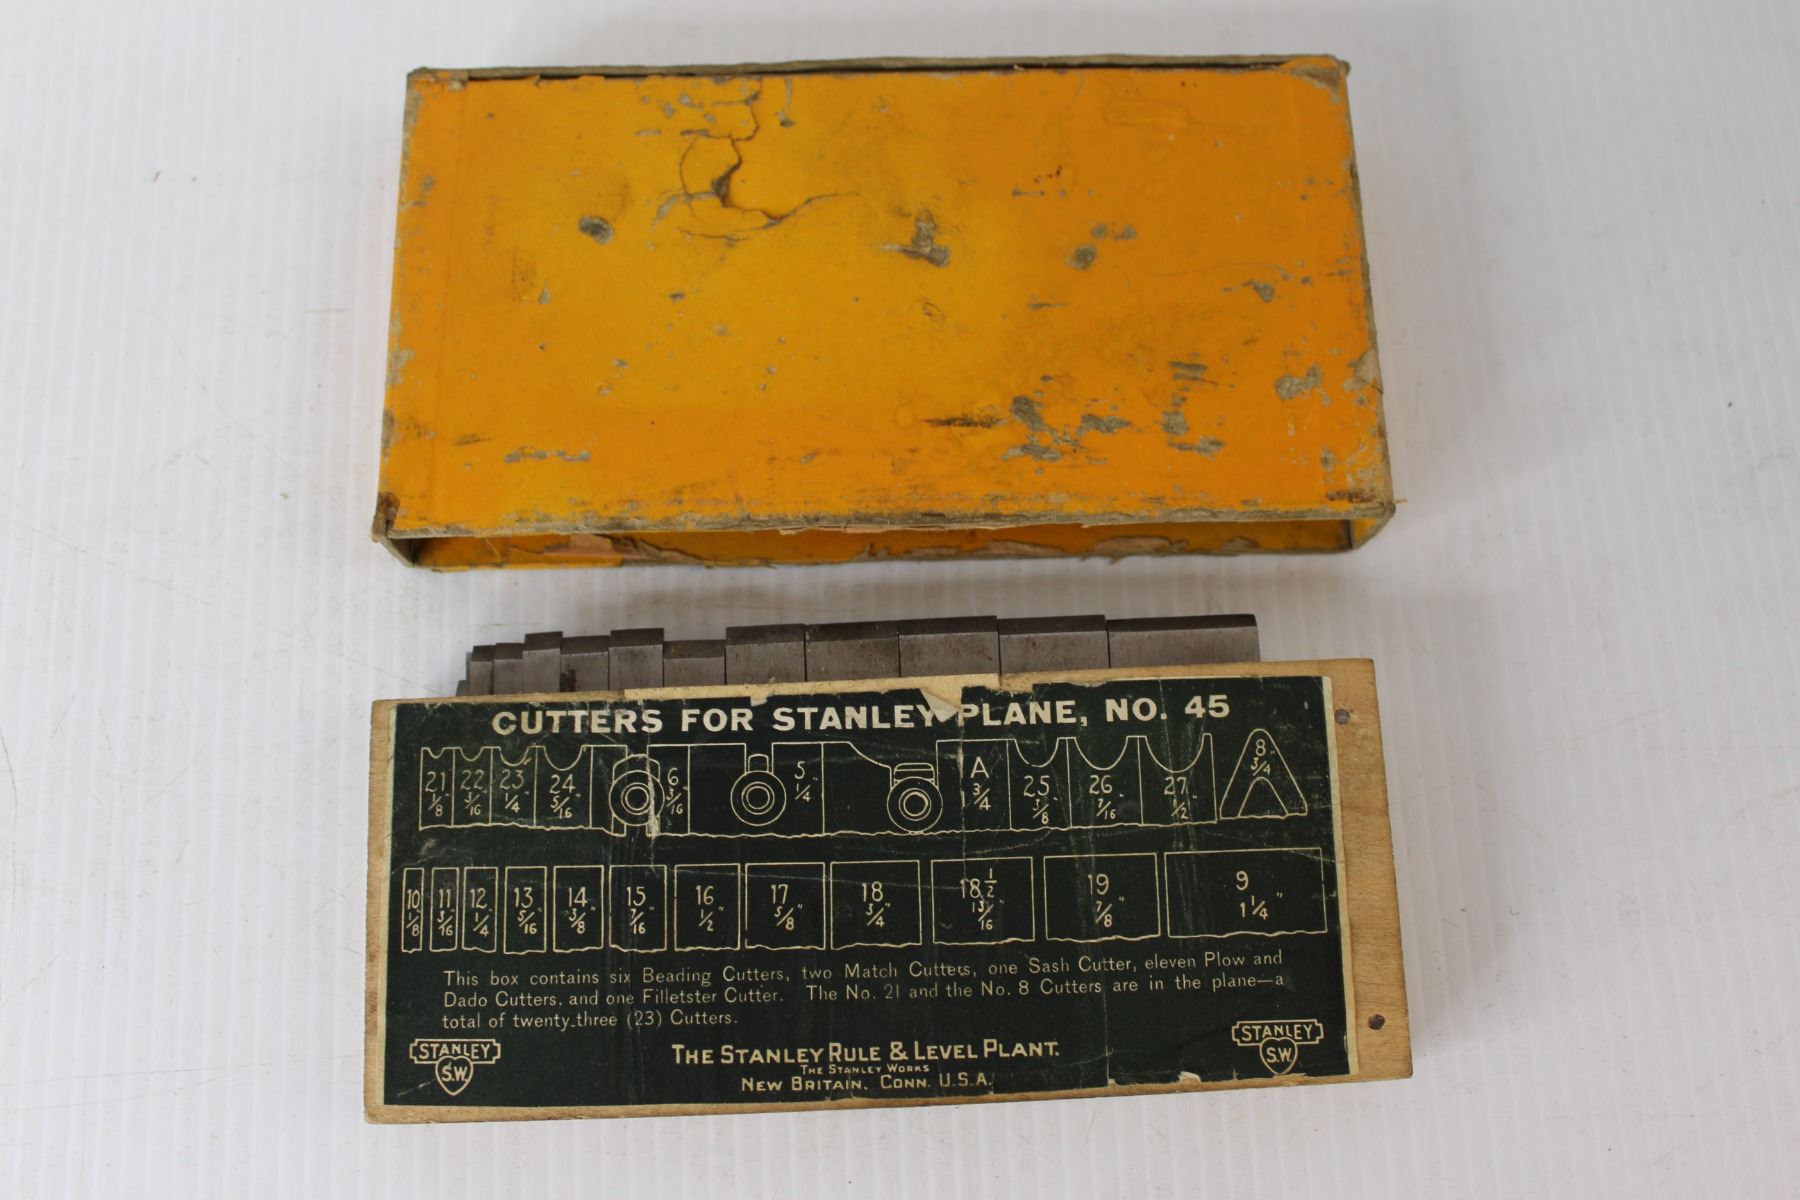 CUTTERS FOR STANLEY PLANE, NO. 45
21 22 23 24 6 5 A 25 26 27 8
1/8" 3/16" 1/4" 5/16" 3/16" 1/4" 1 3/4 3/8" 7/16" 1/2" 3/4"
10 11 12 13 14 15 16 17 18 18 1/2 19 9
1/8 3/16" 1/4" 5/16" 3/8" 7/16" 1/2" 5/8" 3/4" 13/16" 7/8" 1 1/4"
This box contains six Beading Cutters, two Match Cutters, one Sash Cutter, eleven Plow and
Dado Cutters, and one Filletster Cutter. The No. 21 and the No. 8 Cutters are in the plane—a
total of twenty-three (23) Cutters.
STANLEY
S.W.
THE STANLEY RULE & LEVEL PLANT.
THE STANLEY WORKS
NEW BRITAIN, CONN. U.S.A.
STANLEY
S.W.